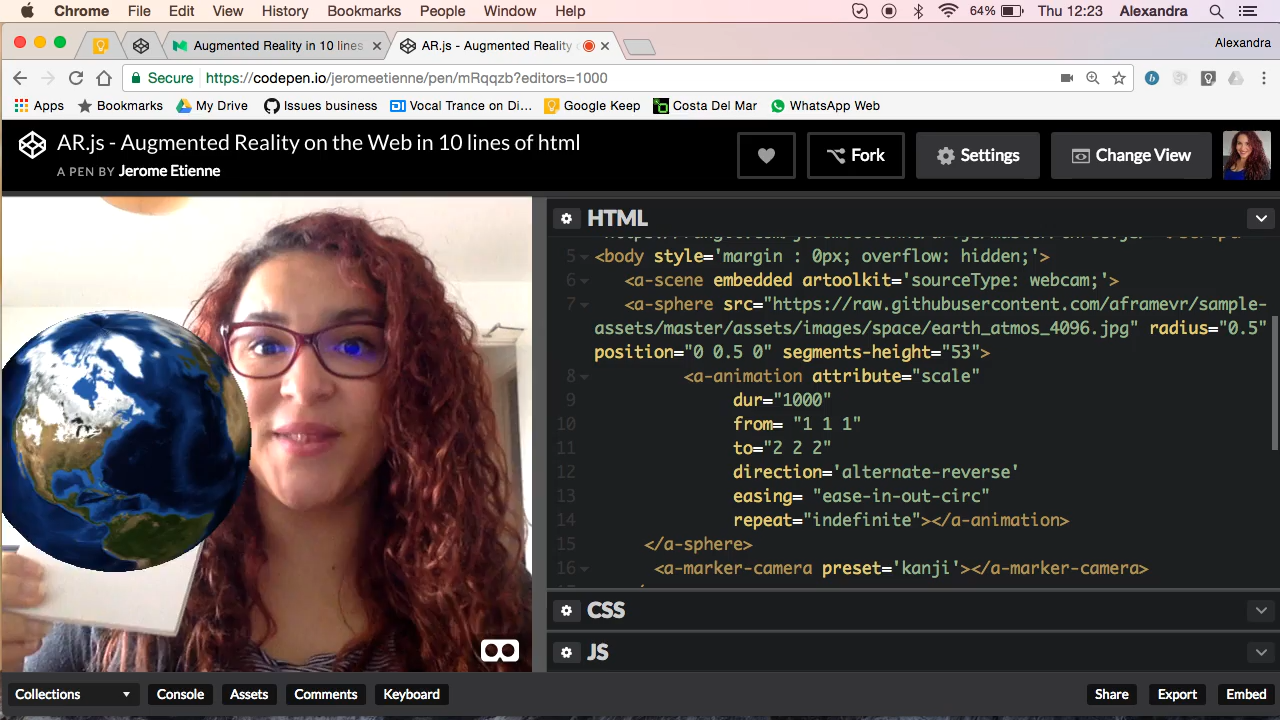 Chrome File Edit View History Bookmarks People Window Help 64% Thu 12:23 Alexandra
Augmented Reality in 10 lines
AR.js - Augmented Reality
Alexandra
Secure https://codepen.io/jeromeetienne/pen/mRqqzb?editors=1000
Apps Bookmarks My Drive Issues business Vocal Trance on Di… Google Keep Costa Del Mar WhatsApp Web
AR.js - Augmented Reality on the Web in 10 lines of html
A PEN BY Jerome Etienne
Fork Settings Change View
HTML
5 <body style='margin : 0px; overflow: hidden;'>
6 <a-scene embedded artoolkit='sourceType: webcam;'>
7 <a-sphere src="https://raw.githubusercontent.com/aframevr/sample-
assets/master/assets/images/space/earth_atmos_4096.jpg" radius="0.5"
position="0 0.5 0" segments-height="53">
8 <a-animation attribute="scale"
9 dur="1000"
10 from= "1 1 1"
11 to="2 2 2"
12 direction='alternate-reverse'
13 easing= "ease-in-out-circ"
14 repeat="indefinite"></a-animation>
15 </a-sphere>
16 <a-marker-camera preset='kanji'></a-marker-camera>
CSS
JS
Collections Console Assets Comments Keyboard Share Export Embed